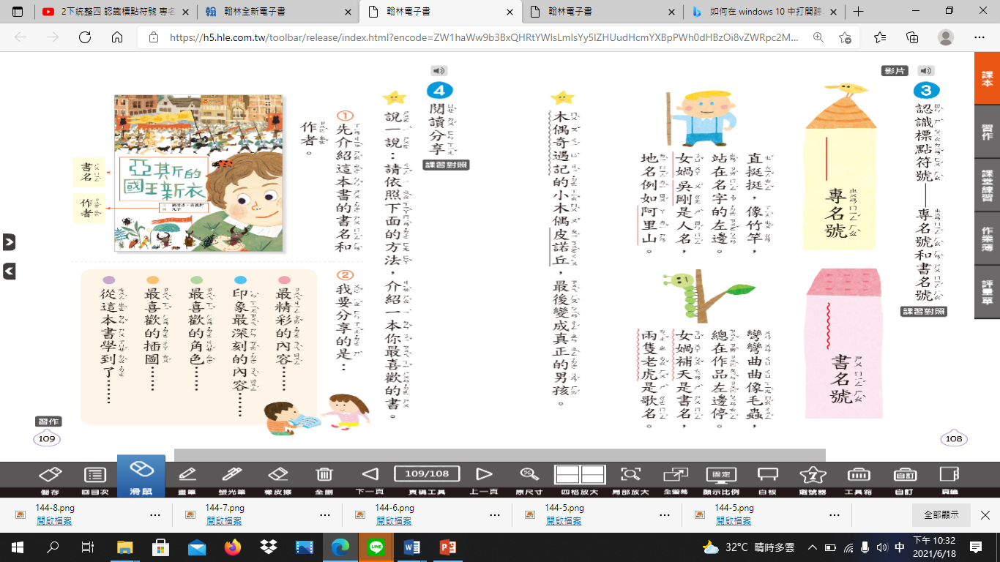 2下統整四 認識標點符號 專名
翰林全新電子書
翰林電子書
翰林電子書
如何在 windows 10 中打開誟
https://h5.hle.com.tw/toolbar/release/index.html?encode=ZW1haWw9b3BxQHRtYWlsLmlsYy5lZHUudHcmYXBpPWh0dHBzOi8vZWRpc2M...
課本
習作
課堂練習
作業簿
評量單
3
認識標點符號——專名號和書名號
課習對照
影片
專名號
書名號
直挺挺,像竹竿,
站在名字的左邊。
女媧吳剛是人名,
地名例如阿里山。
彎彎曲曲像毛蟲,
總在作品左邊停。
女媧補天是書名,
兩隻老虎是歌名。
木偶奇遇記的小木偶皮諾丘,最後變成真正的男孩。
108
4
閱讀分享
課習對照
說一說:請依照下面的方法,介紹一本你最喜歡的書。
①先介紹這本書的書名和
作者。
亞斯的
國王新衣
書名
作者
②我要分享的是:
最精彩的內容……
印象最深刻的內容……
最喜歡的角色……
最喜歡的插圖……
從這本書學到了……
習作
109
儲存
回目次
滑鼠
畫筆
螢光筆
橡皮擦
全刪
下一頁
109/108
頁碼工具
上一頁
原尺寸
四格放大
局部放大
全螢幕
固定
顯示比例
白板
7
選號器
工具箱
自訂
自訂
頁籤
144-8.png
開啟檔案
144-7.png
開啟檔案
144-6.png
開啟檔案
144-5.png
開啟檔案
144-5.png
開啟檔案
全部顯示
32°C 晴時多雲
中
下午 10:32
2021/6/18